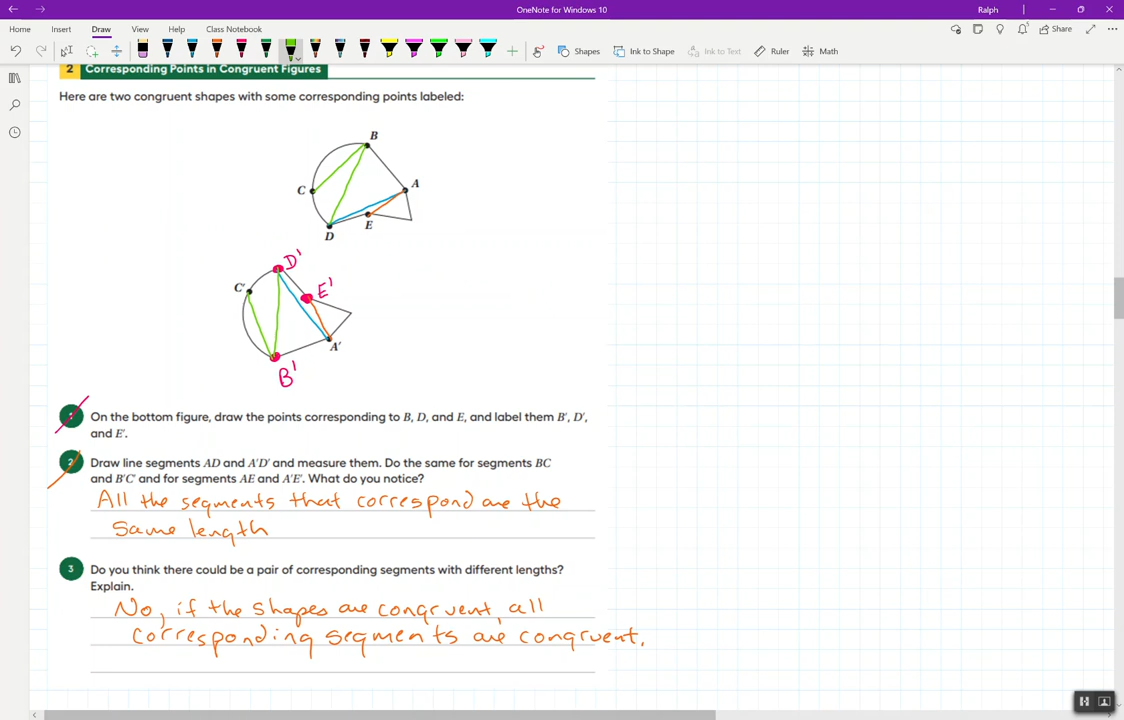 OneNote for Windows 10
Ralph
Home Insert Draw View Help Class Notebook
Share
Shapes Ink to Shape Ink to Text Ruler Math
2 Corresponding Points in Congruent Figures
Here are two congruent shapes with some corresponding points labeled:
B
C
A
E
D
D'
C'
E'
A'
B'
1 On the bottom figure, draw the points corresponding to B, D, and E, and label them B', D',
and E'.
2 Draw line segments AD and A'D' and measure them. Do the same for segments BC
and B'C' and for segments AE and A'E'. What do you notice?
All the segments that correspond are the
same length
3 Do you think there could be a pair of corresponding segments with different lengths?
Explain.
No, if the shapes are congruent, all
corresponding segments are congruent.